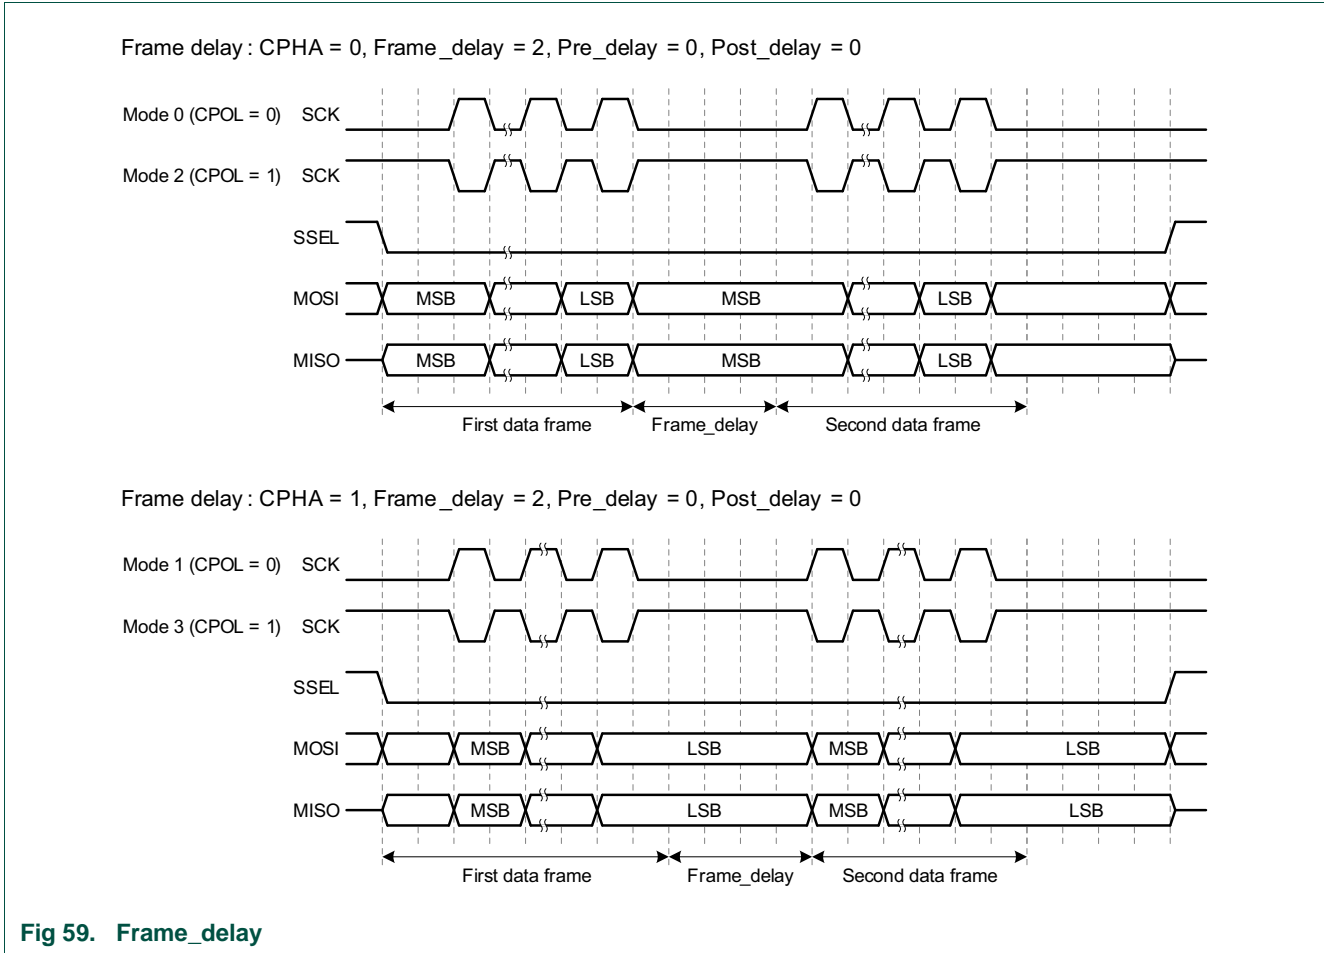 Frame delay : CPHA = 0, Frame_delay = 2, Pre_delay = 0, Post_delay = 0
Mode 0 (CPOL = 0) SCK
Mode 2 (CPOL = 1) SCK
SSEL
MOSI MSB LSB MSB LSB
MISO MSB LSB MSB LSB
First data frame Frame_delay Second data frame
Frame delay : CPHA = 1, Frame_delay = 2, Pre_delay = 0, Post_delay = 0
Mode 1 (CPOL = 0) SCK
Mode 3 (CPOL = 1) SCK
SSEL
MOSI MSB LSB MSB LSB
MISO MSB LSB MSB LSB
First data frame Frame_delay Second data frame
Fig 59. Frame_delay